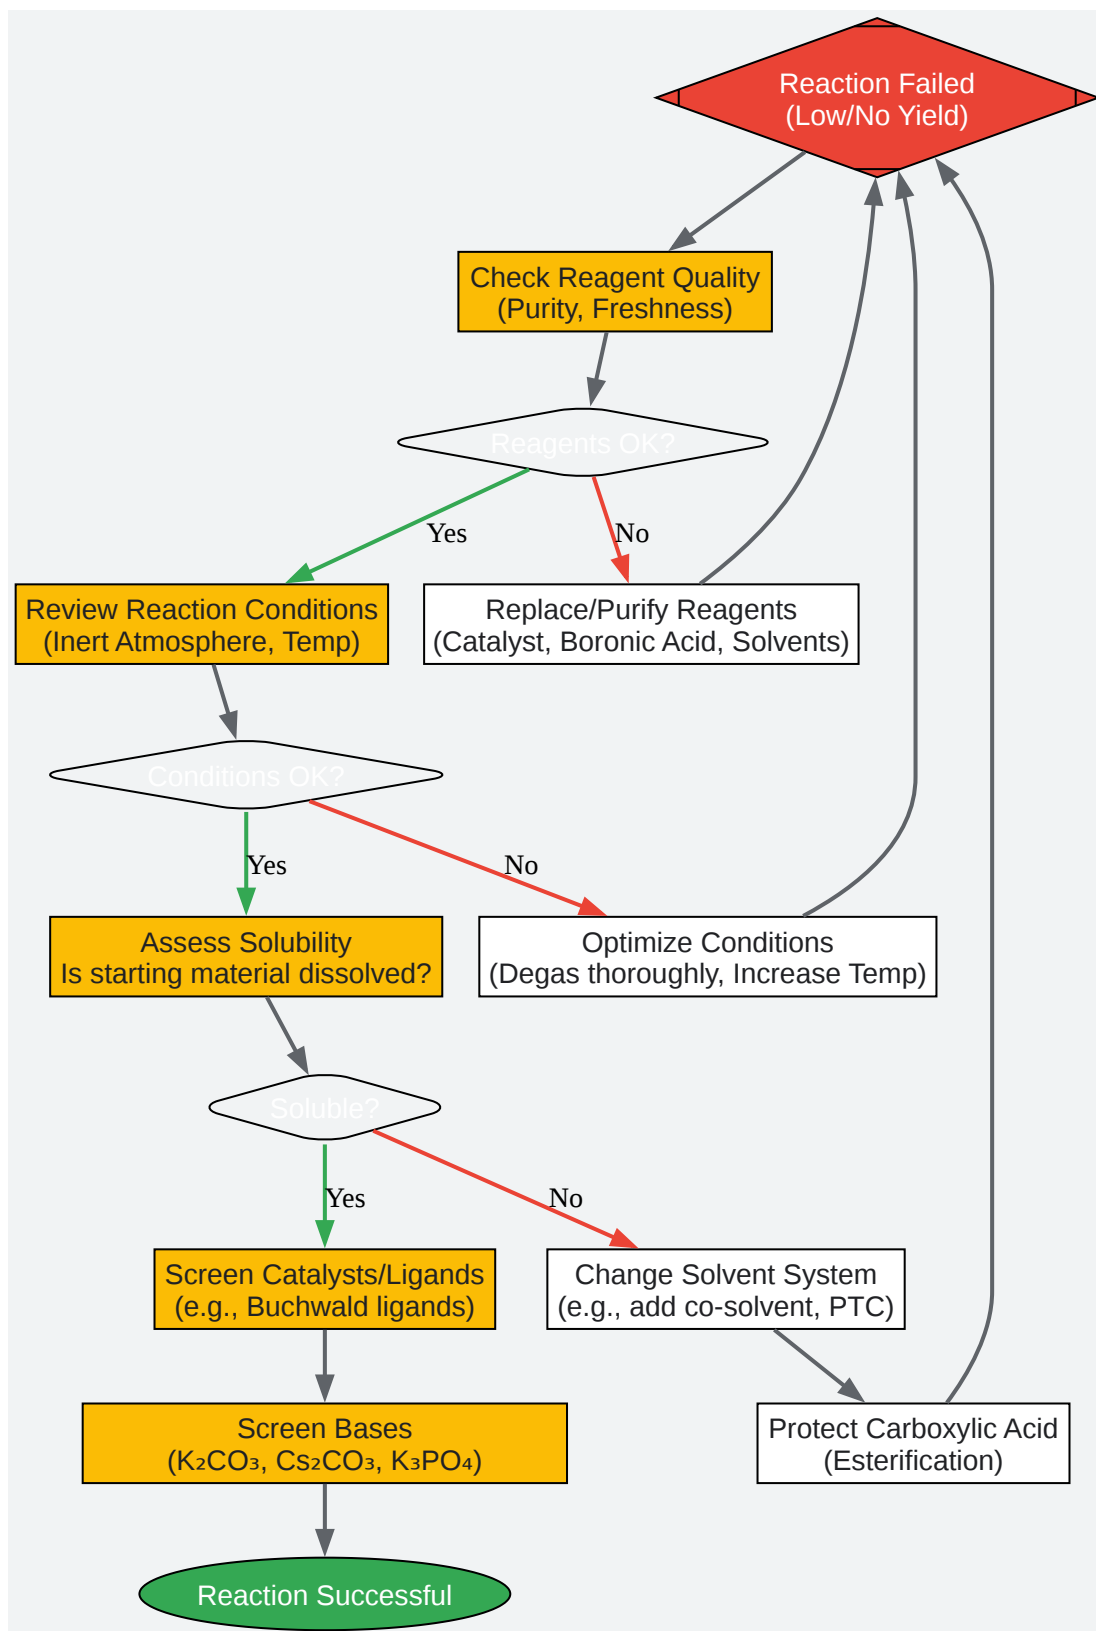 Reaction Failed
(Low/No Yield)
Check Reagent Quality
(Purity, Freshness)
Reagents OK?
Yes
No
Review Reaction Conditions
(Inert Atmosphere, Temp)
Replace/Purify Reagents
(Catalyst, Boronic Acid, Solvents)
Conditions OK?
Yes
No
Assess Solubility
Is starting material dissolved?
Optimize Conditions
(Degas thoroughly, Increase Temp)
Soluble?
Yes
No
Screen Catalysts/Ligands
(e.g., Buchwald ligands)
Change Solvent System
(e.g., add co-solvent, PTC)
Screen Bases
(K₂CO₃, Cs₂CO₃, K₃PO₄)
Protect Carboxylic Acid
(Esterification)
Reaction Successful